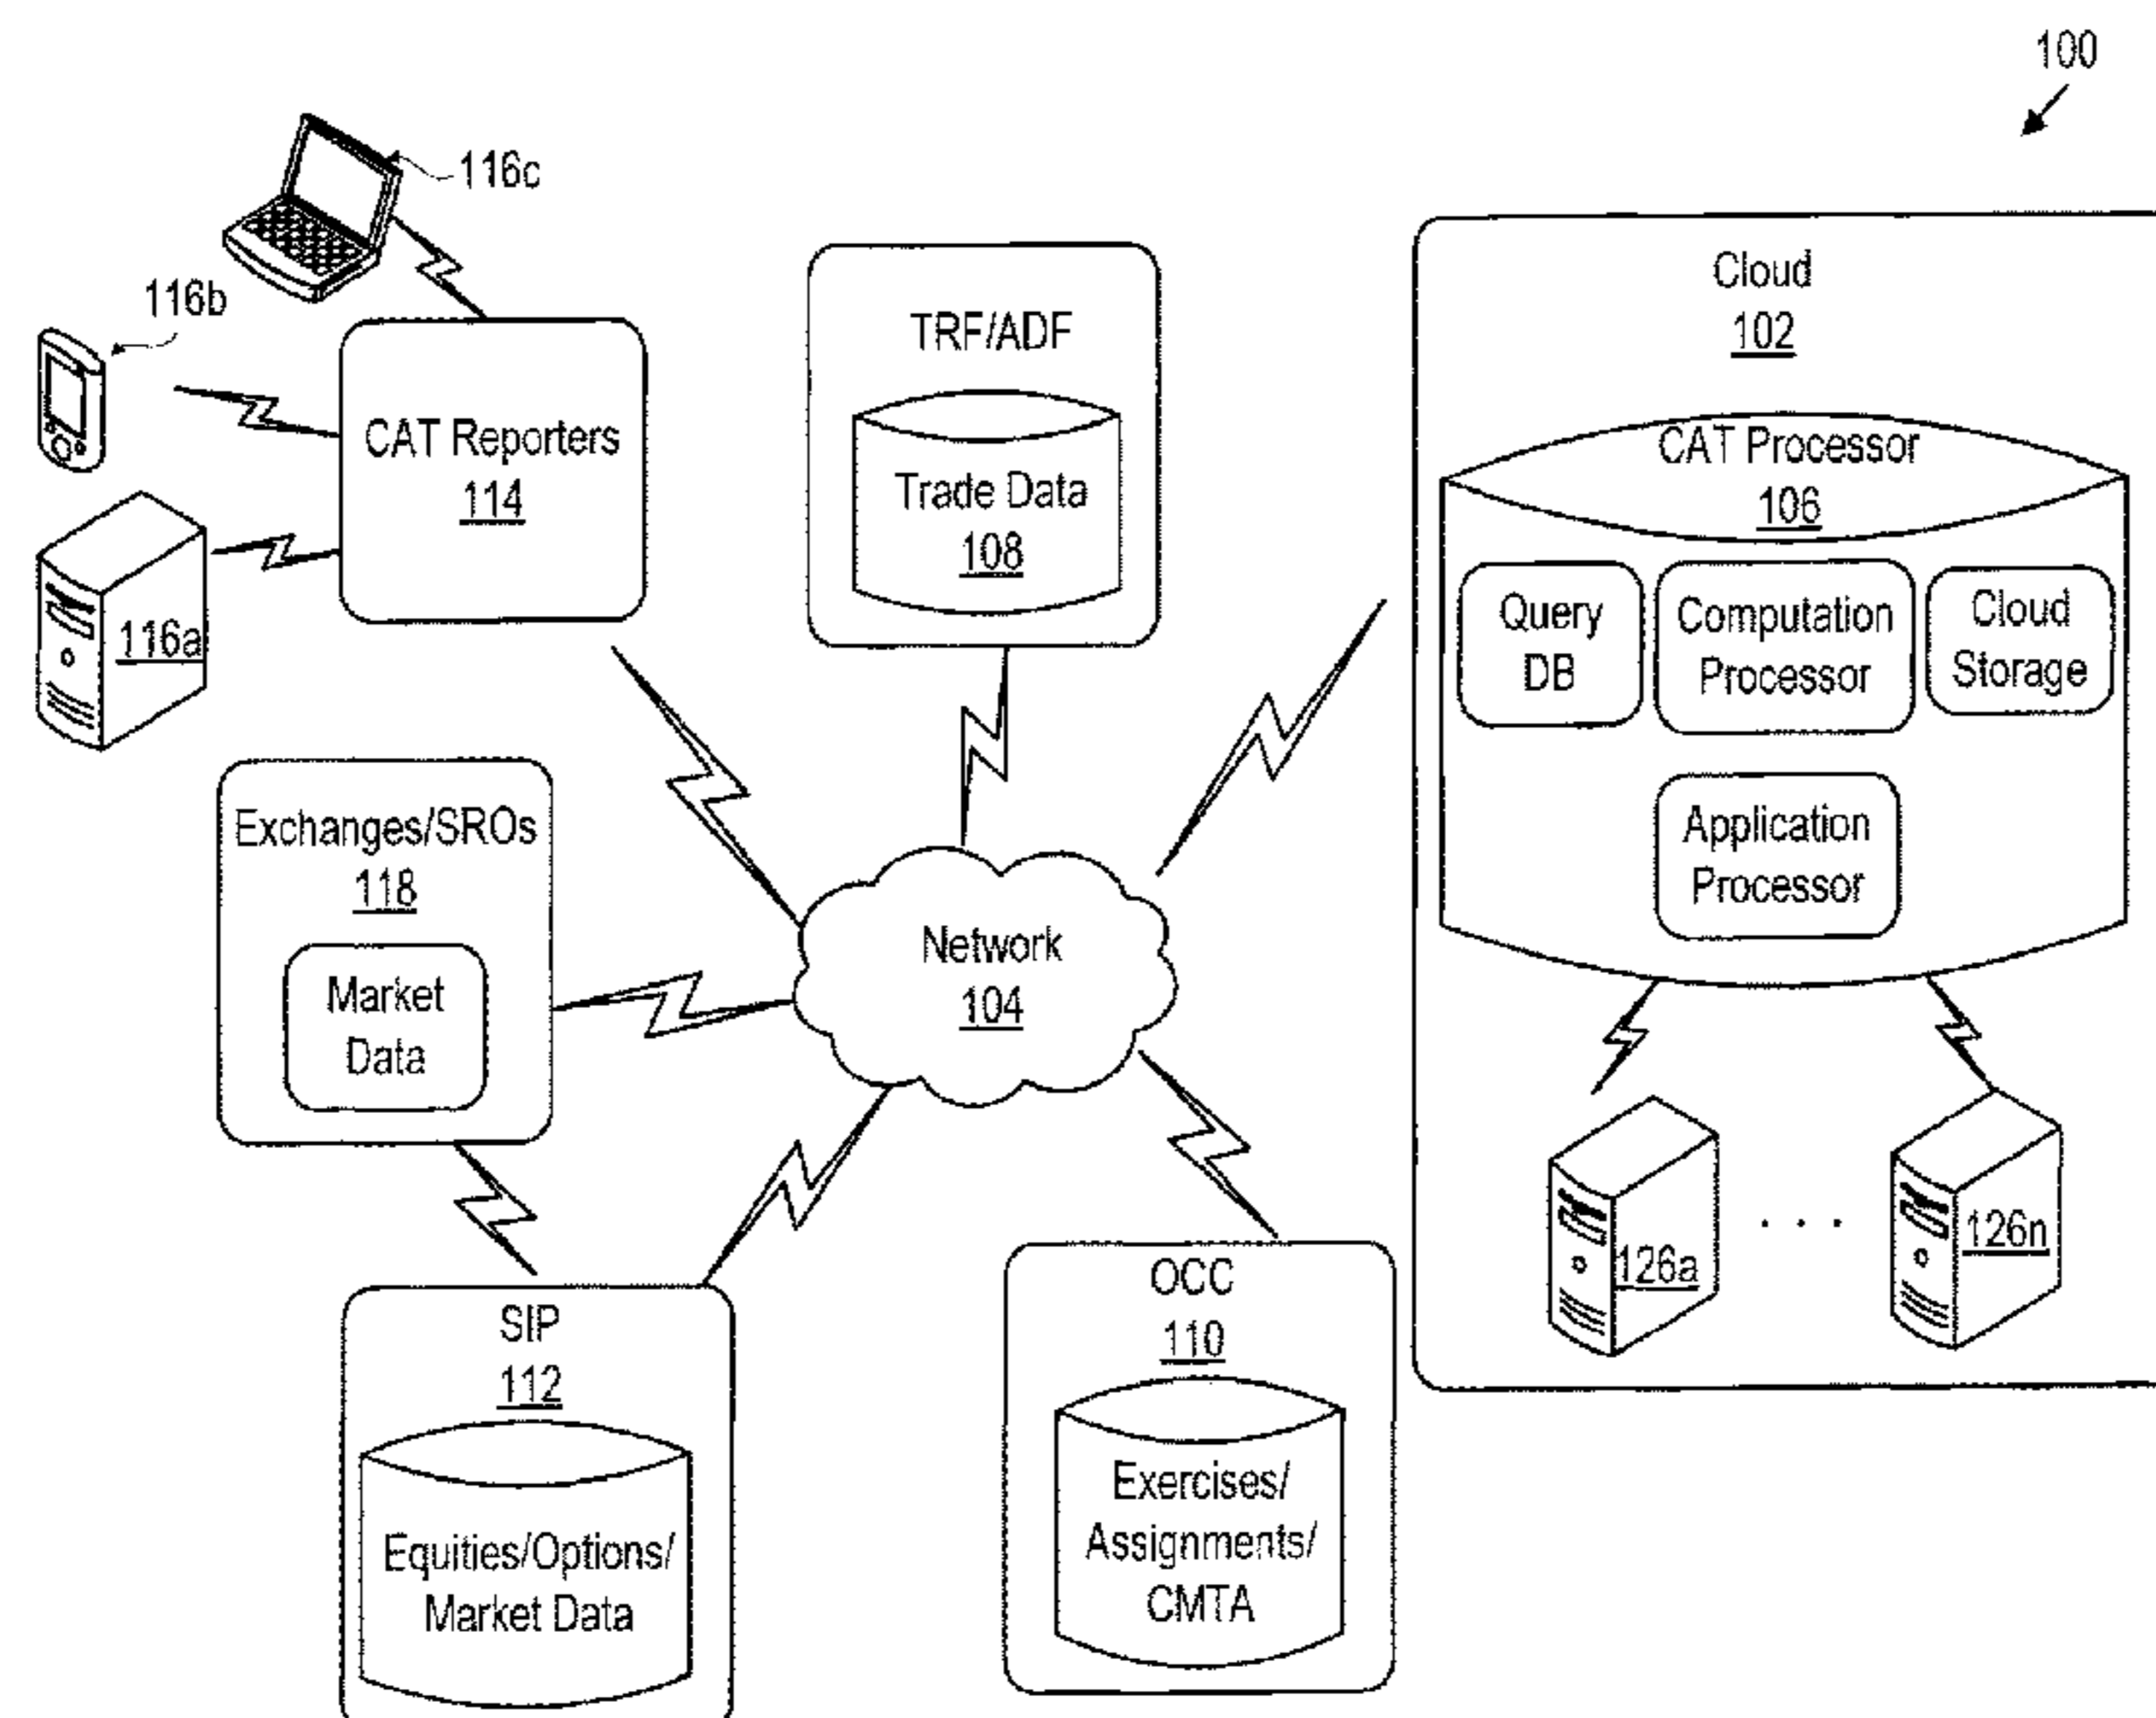 100
116c
116b
116a
CAT Reporters
114
TRF/ADF
Trade Data
108
Cloud
102
CAT Processor
106
Query
DB
Computation
Processor
Cloud
Storage
Application
Processor
126a
. . .
126n
Exchanges/SROs
118
Market
Data
Network
104
SIP
112
Equities/Options/
Market Data
OCC
110
Exercises/
Assignments/
CMTA